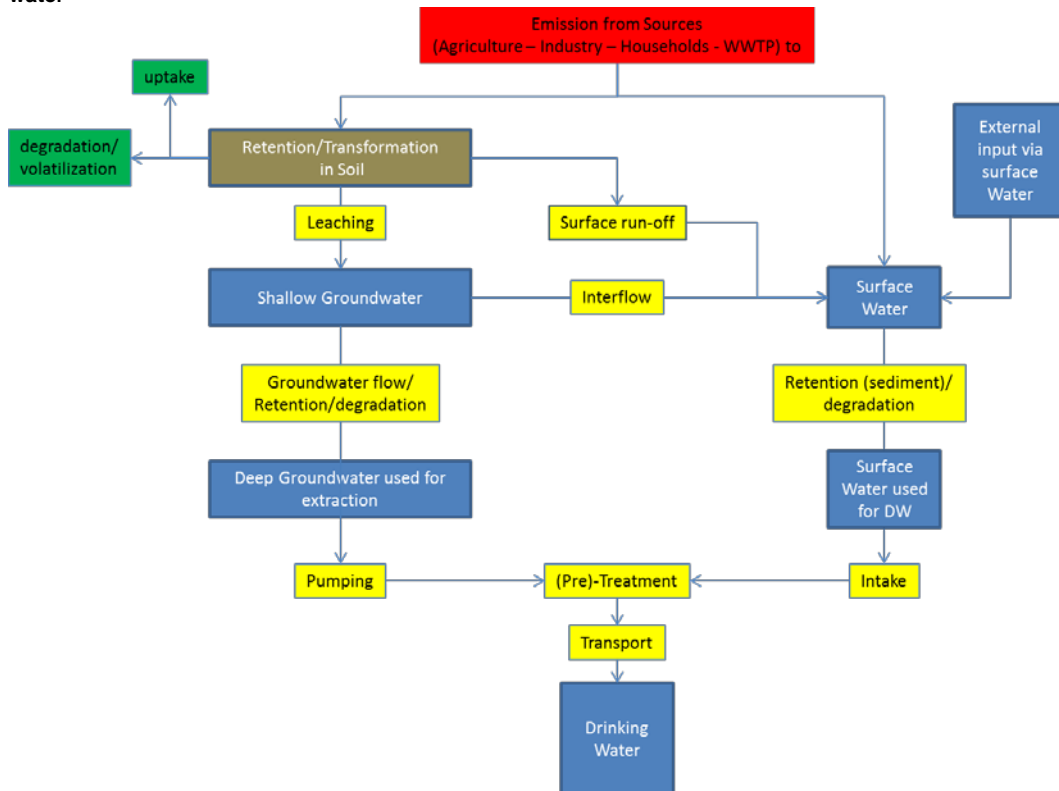 water
Emission from Sources
(Agriculture – Industry – Households - WWTP) to
uptake
degradation/
volatilization
Retention/Transformation
in Soil
External
input via
surface
Water
Leaching
Surface run-off
Shallow Groundwater
Interflow
Surface
Water
Groundwater flow/
Retention/degradation
Retention (sediment)/
degradation
Deep Groundwater used for
extraction
Surface
Water used
for DW
Pumping
(Pre)-Treatment
Intake
Transport
Drinking
Water